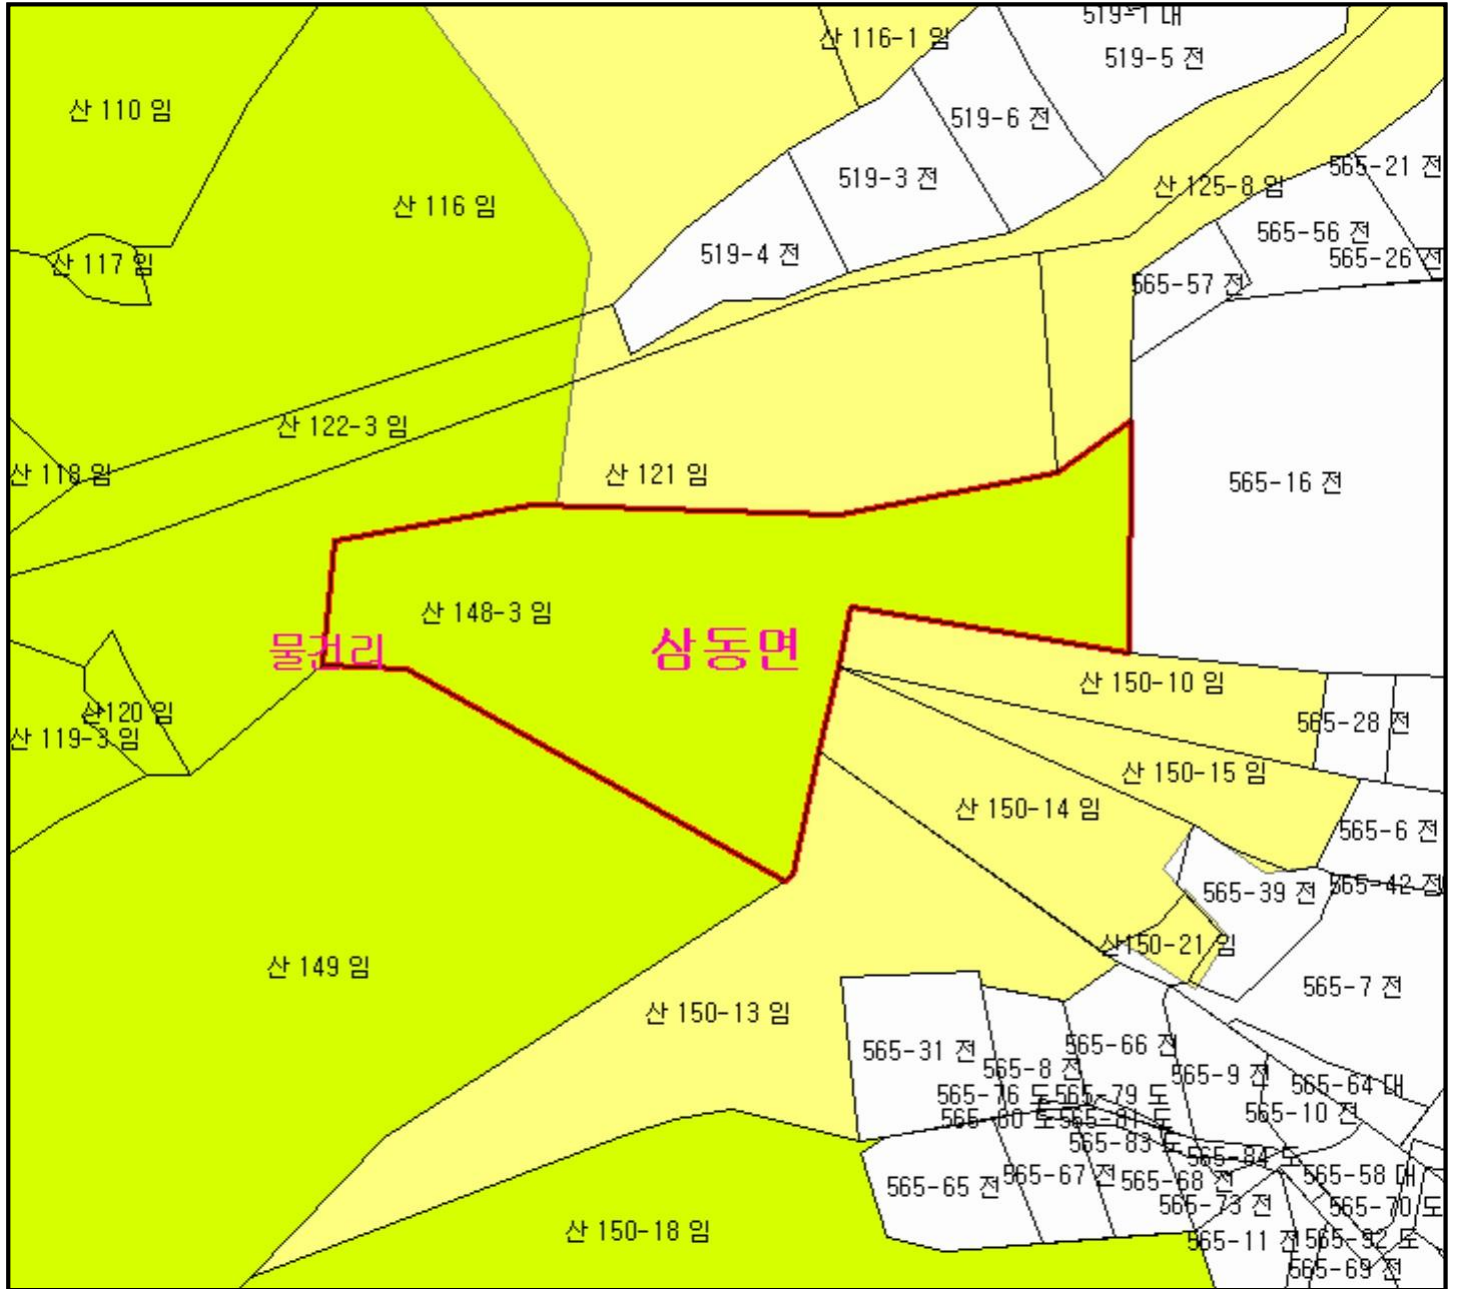 519-1 대
산 116-1 임
519-5 전
산 110 임
519-6 전
565-21 전
519-3 전
산 125-8 임
산 116 임
565-56 전
519-4 전
565-26 전
산 117 임
565-57 전
산 122-3 임
산 118 임
산 121 임
565-16 전
산 148-3 임
물건리
삼동면
산 150-10 임
산 120 임
565-28 전
산 119-3 임
산 150-15 임
산 150-14 임
565-6 전
565-42 전
565-39 전
산 150-21 임
산 149 임
565-7 전
산 150-13 임
565-66 전
565-31 전
565-8 전
565-9 전
565-64 대
565-76 도
565-79 도
565-10 전
565-80 도
565-81 도
565-83 도
565-84 도
565-67 전
565-58 대
565-65 전
565-68 전
565-73 전
565-70 도
산 150-18 임
565-11 전
565-92 도
565-69 전